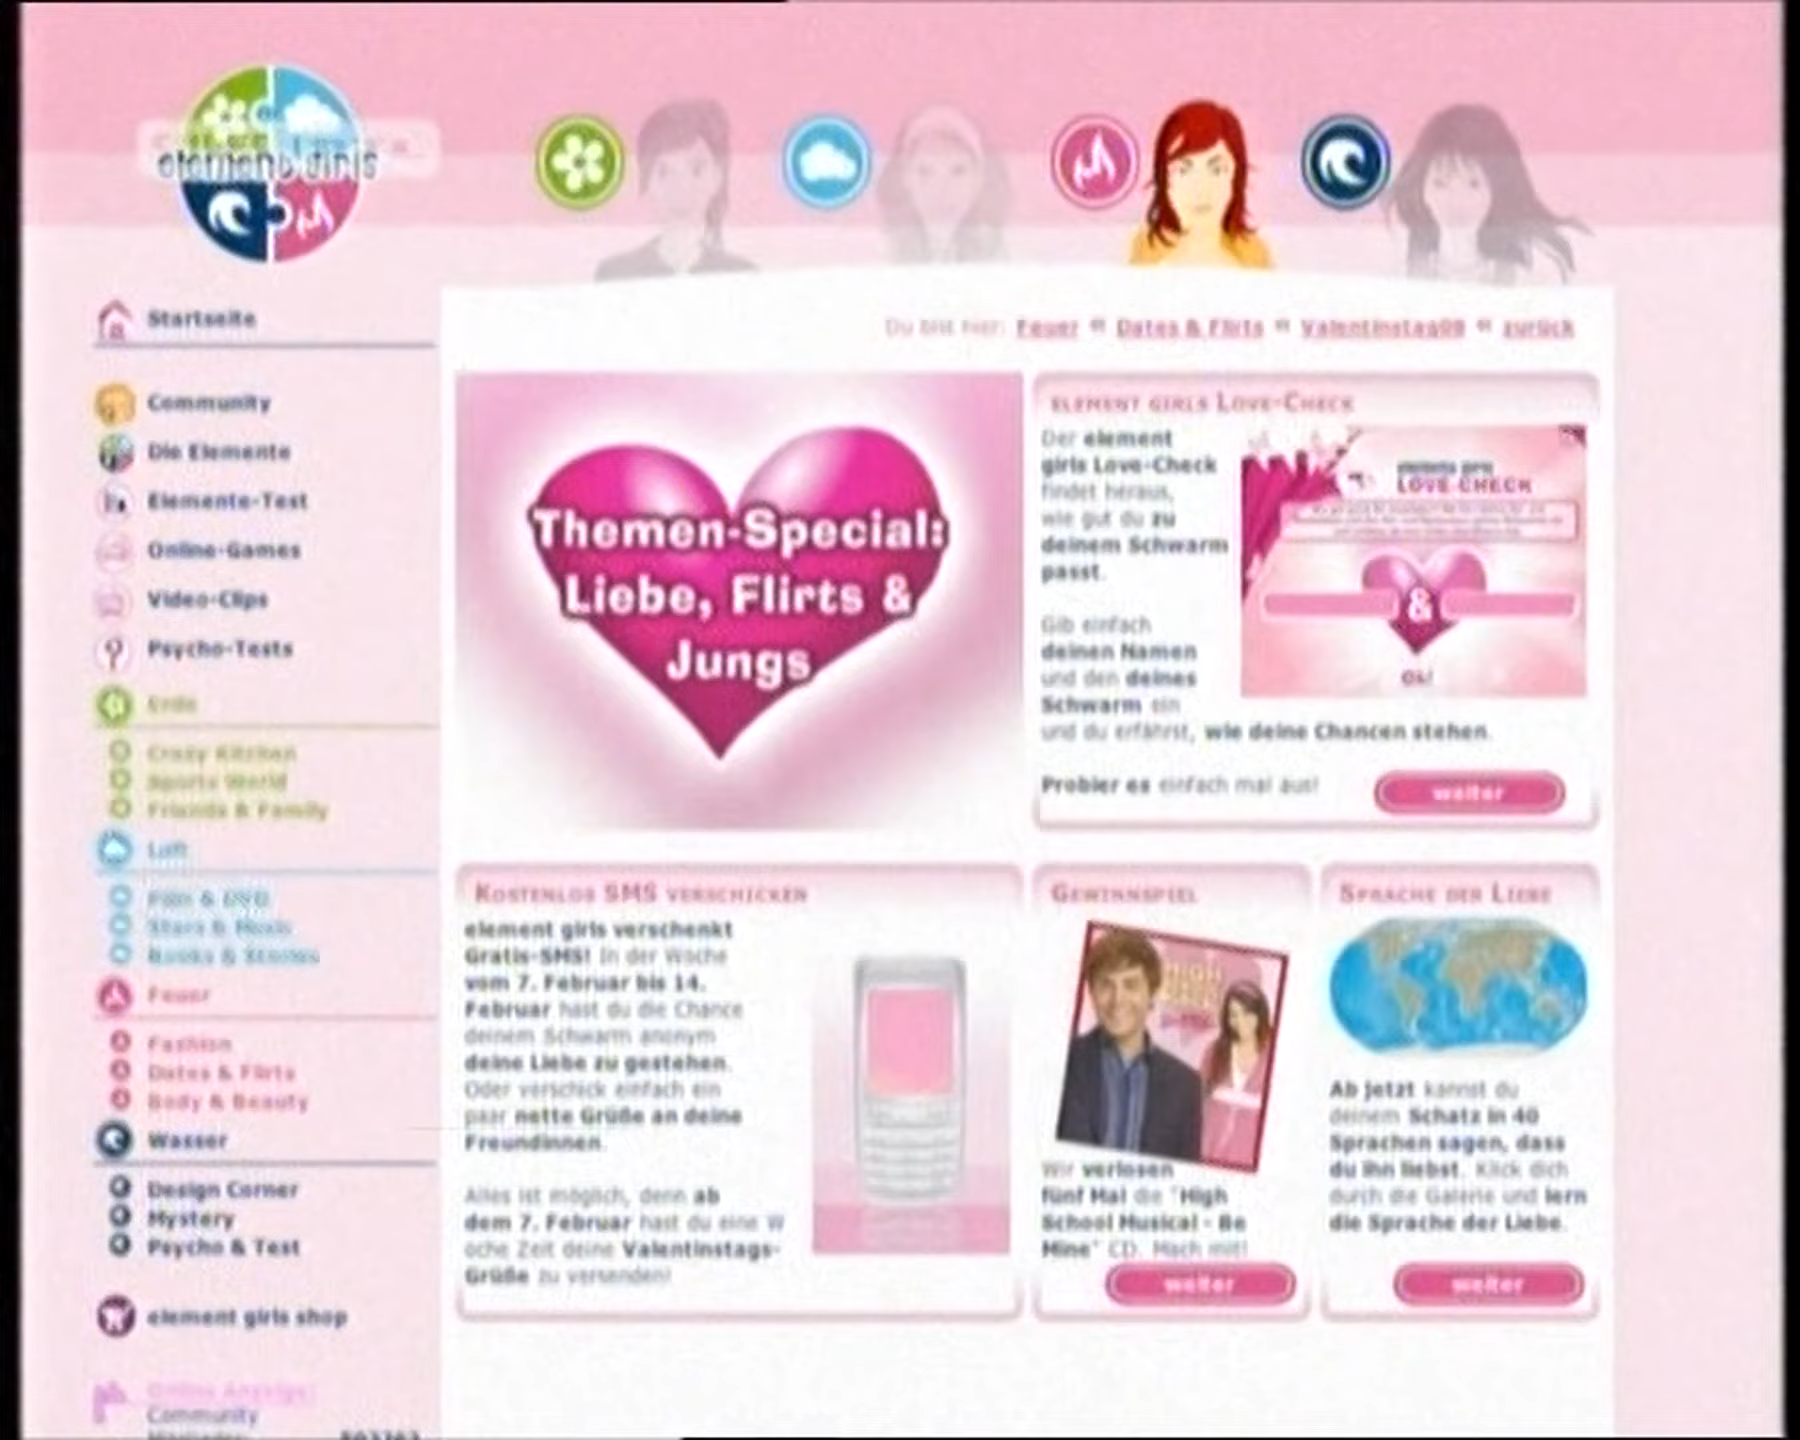 element girls
Startseite
Community
Die Elemente
Elemente-Test
Online-Games
Video-Clips
Psycho-Tests
Erde
Crazy Kitchen
Sports World
Friends & Family
Luft
Film & DVD
Stars & Music
Books & Stories
Feuer
Fashion
Dates & Flirts
Body & Beauty
Wasser
Design Corner
Mystery
Psycho & Test
element girls shop
Online Anzeige:
Community
Du bist hier: Feuer « Dates & Flirts « Valentinstag08 « zurück
Themen-Special:
Liebe, Flirts &
Jungs
element girls Love-Check
Der element
girls Love-Check
findet heraus,
wie gut du zu
deinem Schwarm
passt.
Gib einfach
deinen Namen
und den deines
Schwarm ein
und du erfährst, wie deine Chancen stehen.
Probier es einfach mal aus!
weiter
LOVE CHECK
&
Ok!
Kostenlos SMS verschicken
element girls verschenkt
Gratis-SMS! In der Woche
vom 7. Februar bis 14.
Februar hast du die Chance
deinem Schwarm anonym
deine Liebe zu gestehen.
Oder verschick einfach ein
paar nette Grüße an deine
Freundinnen.
Alles ist möglich, denn ab
dem 7. Februar hast du eine W
oche Zeit deine Valentinstags-
Grüße zu versenden!
Gewinnspiel
HIGH
Wir verlosen
fünf Mal die "High
School Musical - Be
Mine" CD. Mach mit!
weiter
Sprache der Liebe
Ab jetzt kannst du
deinem Schatz in 40
Sprachen sagen, dass
du ihn liebst. Klick dich
durch die Galerie und lern
die Sprache der Liebe.
weiter